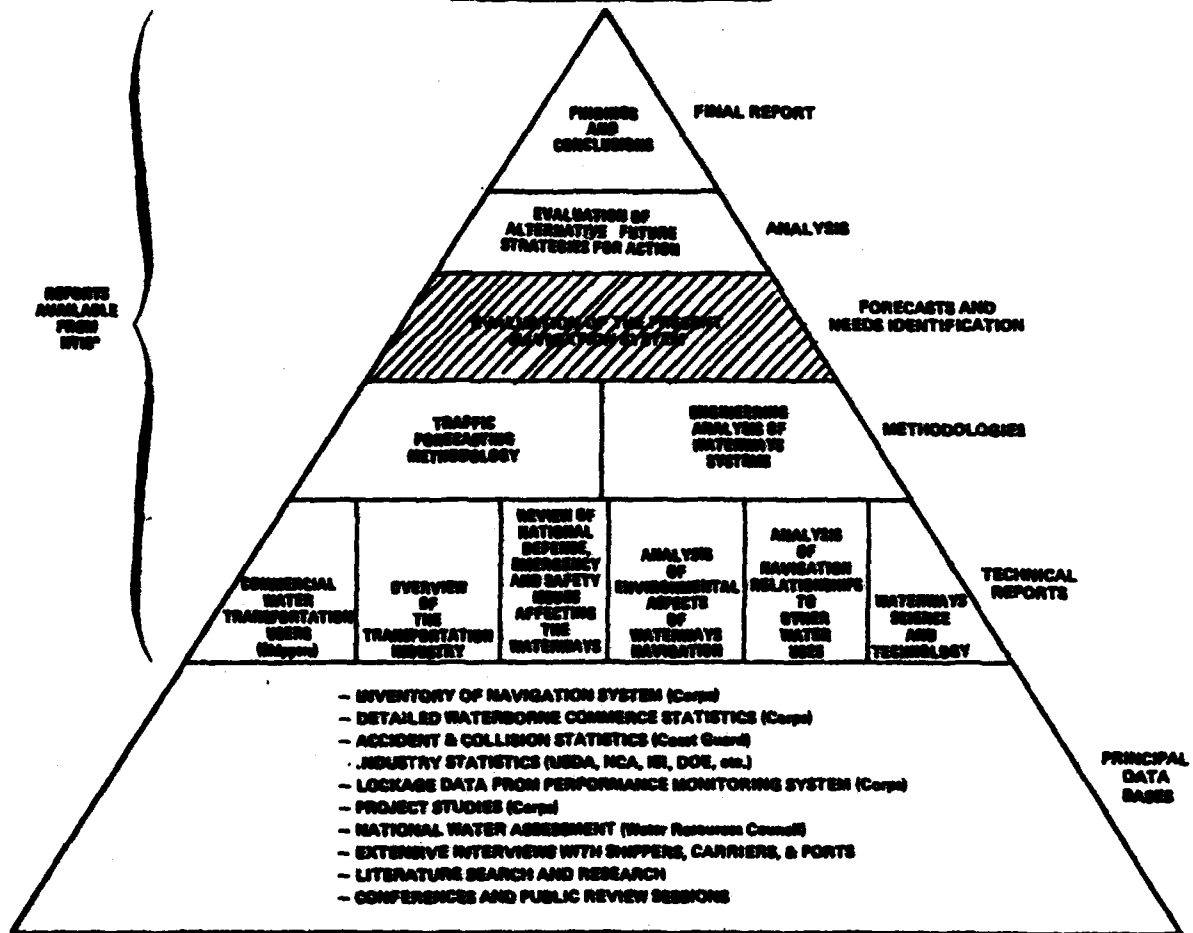 FINDINGS
AND
CONCLUSIONS
FINAL REPORT
EVALUATION OF
ALTERNATIVE FUTURE
STRATEGIES FOR ACTION
ANALYSIS
REPORTS
AVAILABLE
FROM
NTIS*
EVALUATION OF THE PRESENT
NAVIGATION SYSTEM
FORECASTS AND
NEEDS IDENTIFICATION
TRAFFIC
FORECASTING
METHODOLOGY
ENGINEERING
ANALYSIS OF
WATERWAYS
SYSTEMS
METHODOLOGIES
COMMERCIAL
WATER
TRANSPORTATION
USERS
(Shippers)
OVERVIEW
OF
THE
TRANSPORTATION
INDUSTRY
REVIEW OF
NATIONAL
DEFENSE,
EMERGENCY
AND SAFETY
ISSUES
AFFECTING
THE
WATERWAYS
ANALYSIS
OF
ENVIRONMENTAL
ASPECTS
OF
WATERWAYS
NAVIGATION
ANALYSIS
OF
NAVIGATION
RELATIONSHIPS
TO
OTHER
WATER
USES
WATERWAYS
SCIENCE
AND
TECHNOLOGY
TECHNICAL
REPORTS
– INVENTORY OF NAVIGATION SYSTEM (Corps)
– DETAILED WATERBORNE COMMERCE STATISTICS (Corps)
– ACCIDENT & COLLISION STATISTICS (Coast Guard)
INDUSTRY STATISTICS (USDA, NCA, DOE, etc.)
– LOCKAGE DATA FROM PERFORMANCE MONITORING SYSTEM (Corps)
– PROJECT STUDIES (Corps)
– NATIONAL WATER ASSESSMENT (Water Resources Council)
– EXTENSIVE INTERVIEWS WITH SHIPPERS, CARRIERS, & PORTS
– LITERATURE SEARCH AND RESEARCH
– CONFERENCES AND PUBLIC REVIEW SESSIONS
PRINCIPAL
DATA
BASES